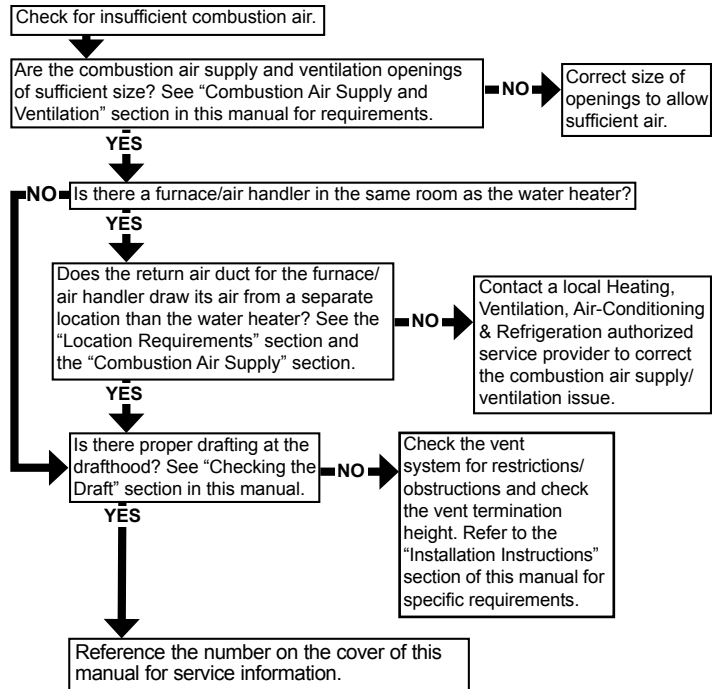 Check for insufficient combustion air.
Are the combustion air supply and ventilation openings
of sufficient size? See “Combustion Air Supply and
Ventilation” section in this manual for requirements.
NO
Correct size of
openings to allow
sufficient air.
YES
NO
Is there a furnace/air handler in the same room as the water heater?
YES
Does the return air duct for the furnace/
air handler draw its air from a separate
location than the water heater? See the
“Location Requirements” section and
the “Combustion Air Supply” section.
NO
Contact a local Heating,
Ventilation, Air-Conditioning
& Refrigeration authorized
service provider to correct
the combustion air supply/
ventilation issue.
YES
Is there proper drafting at the
drafthood? See “Checking the
Draft” section in this manual.
NO
Check the vent
system for restrictions/
obstructions and check
the vent termination
height. Refer to the
“Installation Instructions”
section of this manual for
specific requirements.
YES
Reference the number on the cover of this
manual for service information.